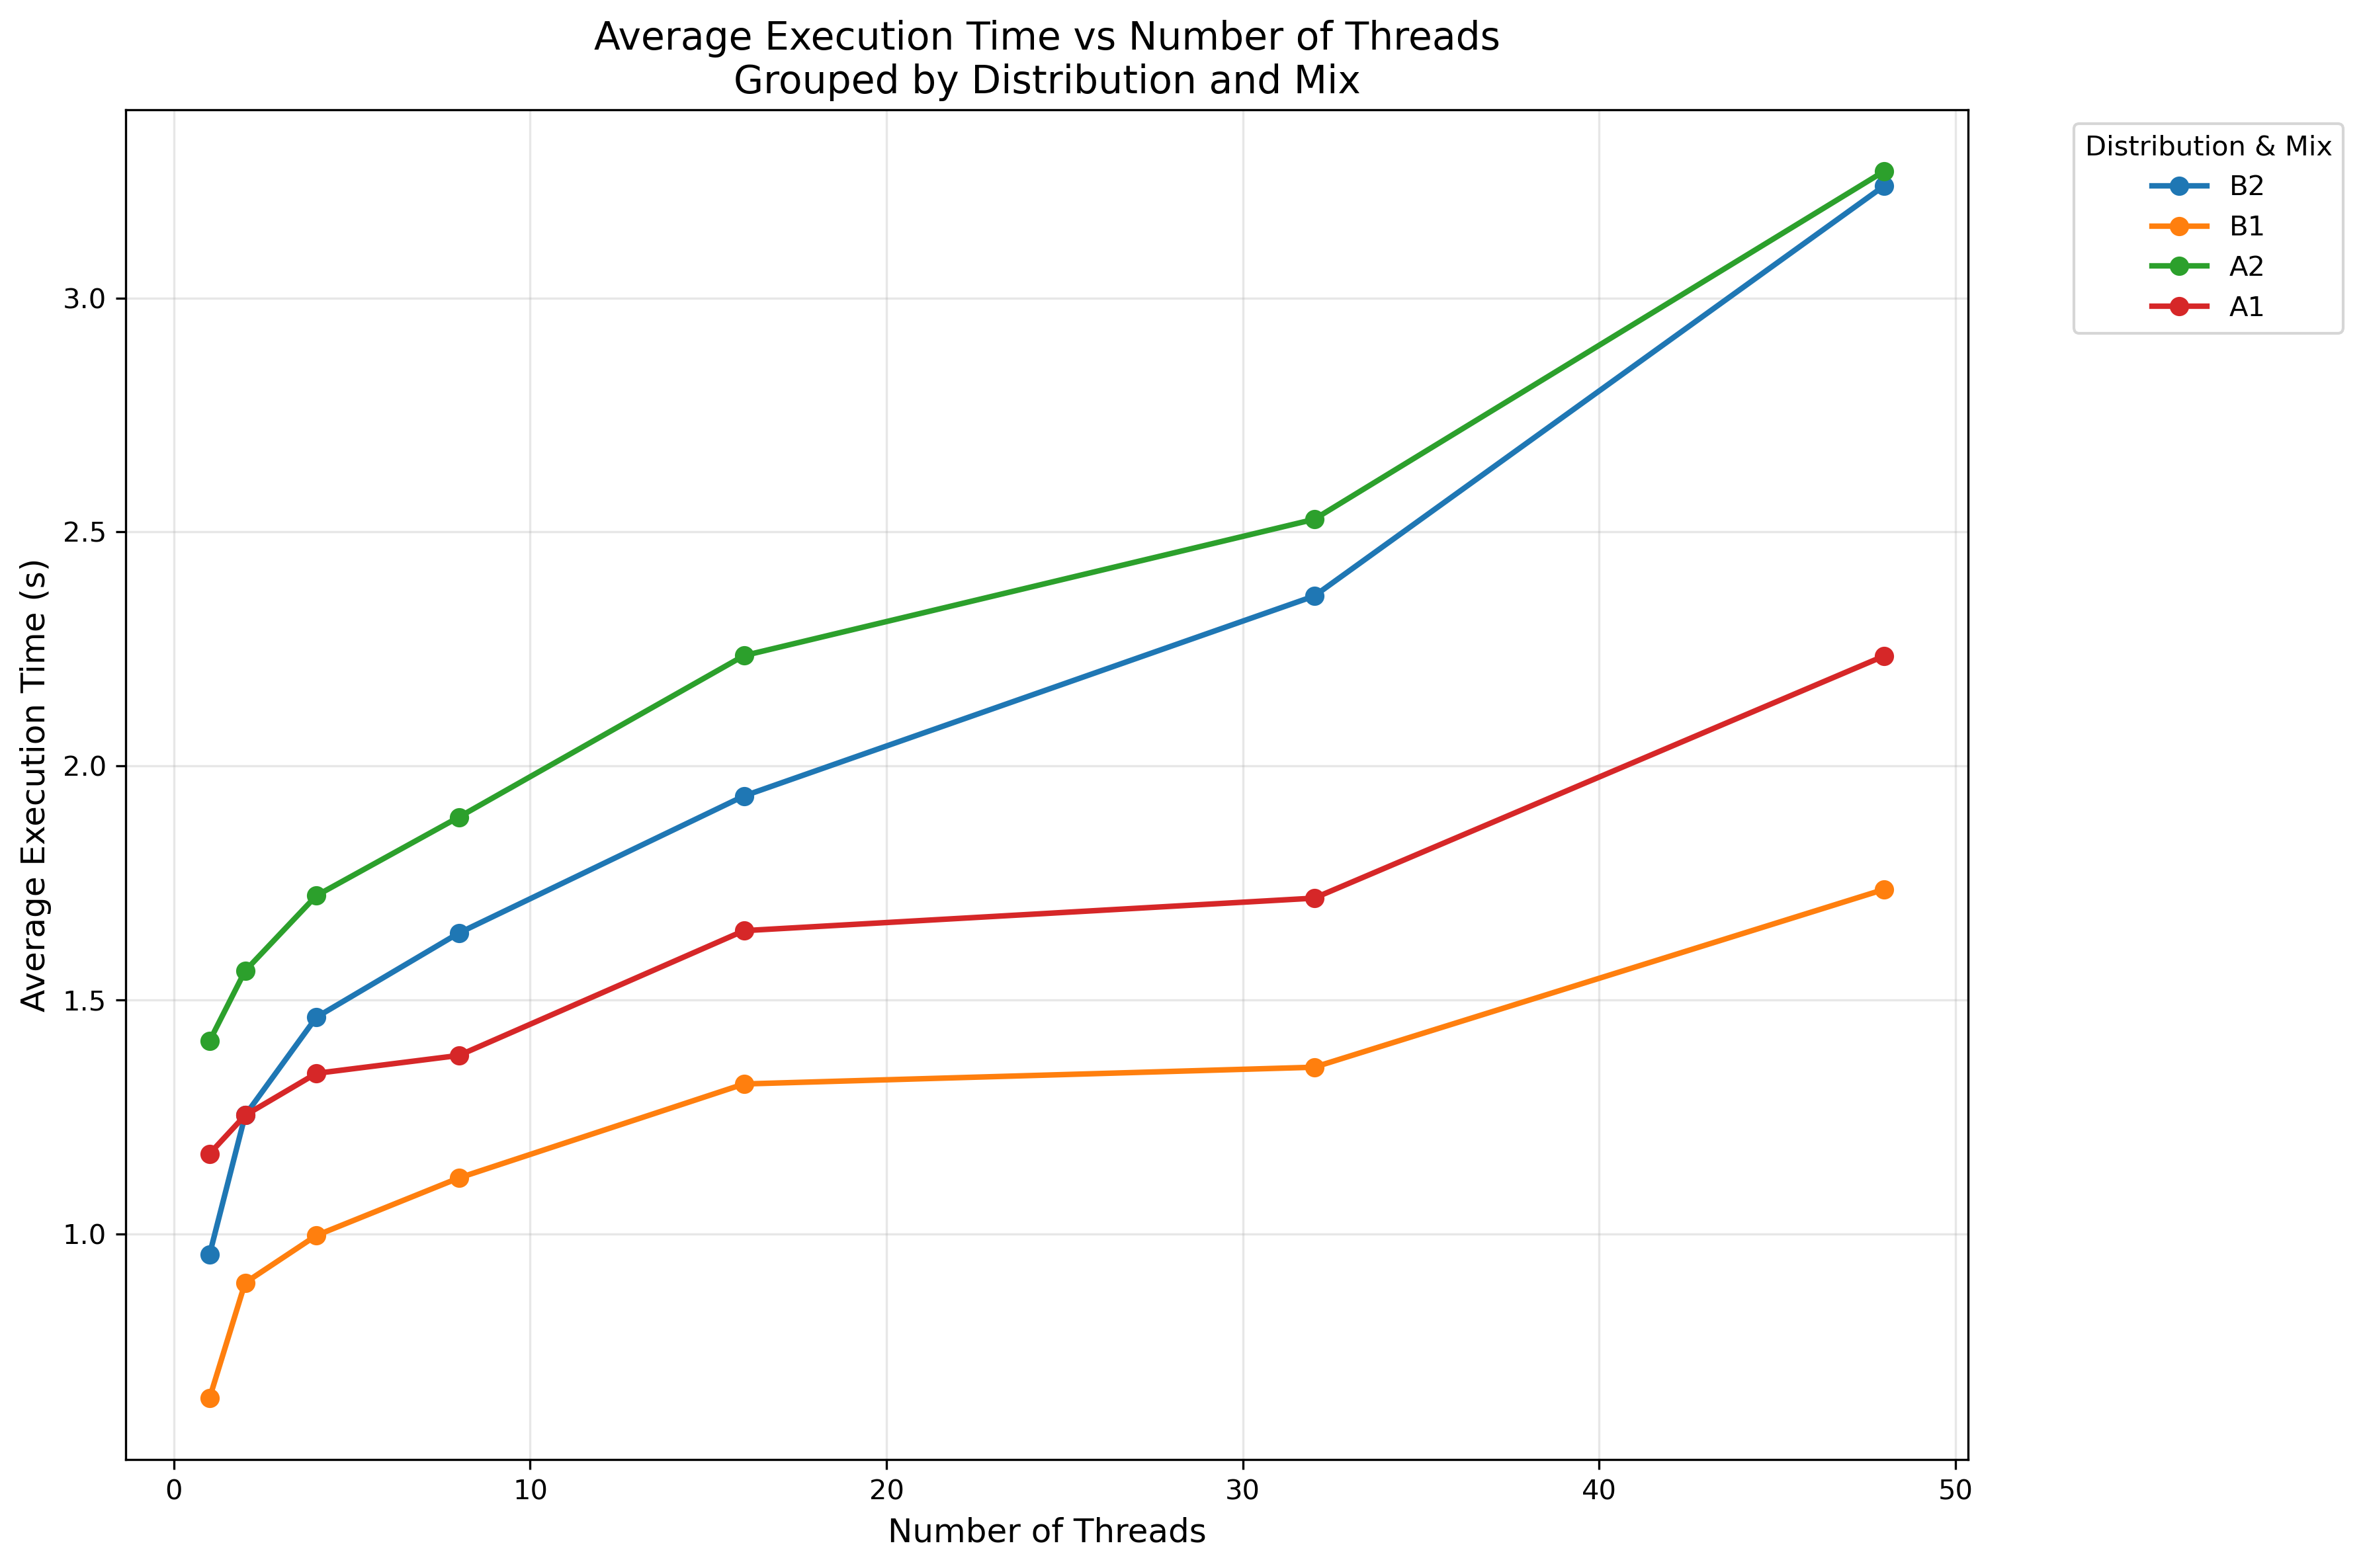 Average Execution Time vs Number of Threads
Grouped by Distribution and Mix
Distribution & Mix
B2
B1
A2
A1
Average Execution Time (s)
3.0
2.5
2.0
1.5
1.0
0
10
20
30
40
50
Number of Threads